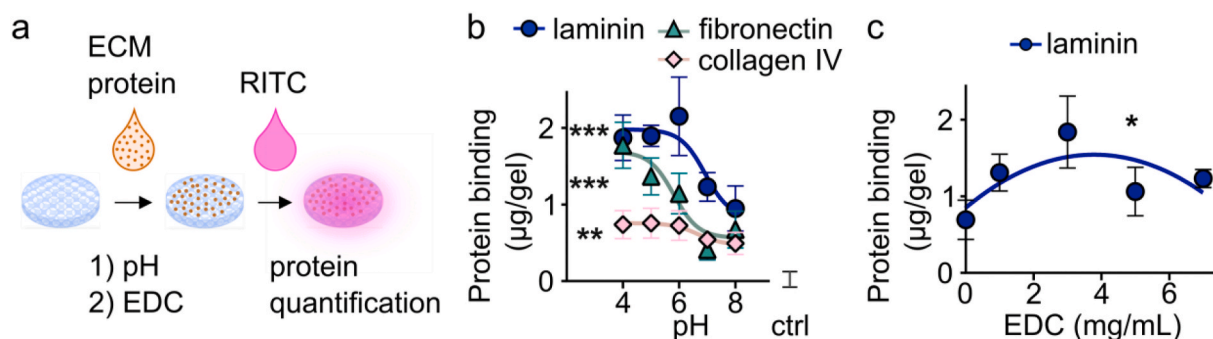 a
ECM
protein
RITC
1) pH
2) EDC
protein
quantification
b
laminin
fibronectin
collagen IV
Protein binding
(µg/gel)
2
1
0
***
***
**
4
6
8
pH
ctrl
c
laminin
Protein binding
(µg/gel)
2
1
0
*
0
2
4
6
EDC (mg/mL)